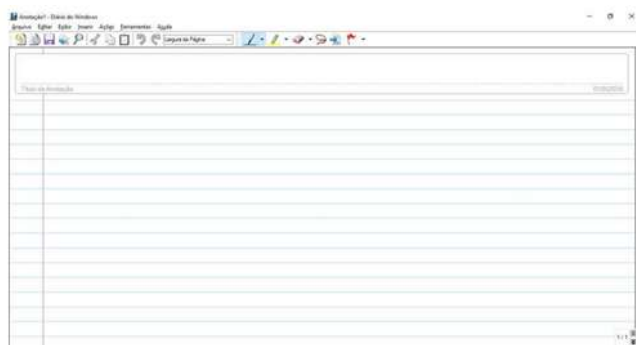 Anotação1 - Diário do Windows
Arquivo Editar Exibir Inserir Ações Ferramentas Ajuda
Largura da Página
Título da Anotação
1 / 1